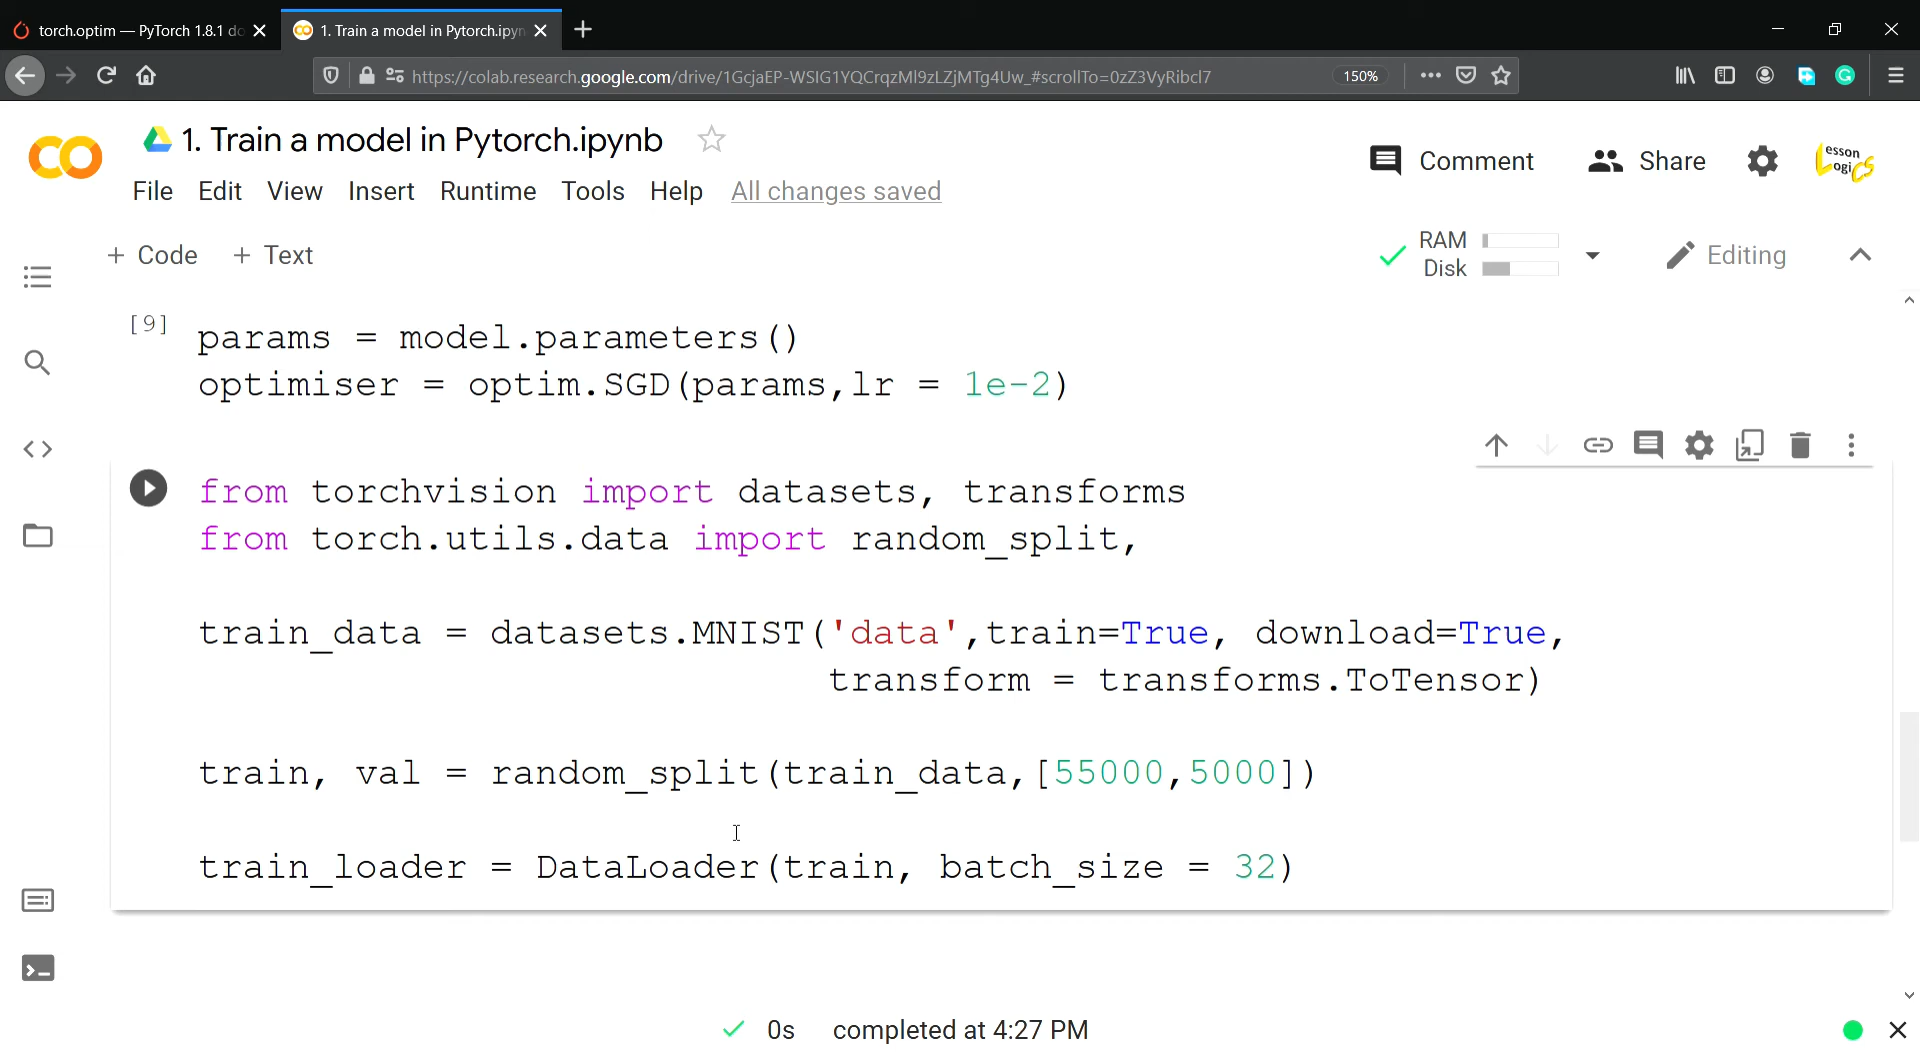 torch.optim — PyTorch 1.8.1 do
1. Train a model in Pytorch.ipyn
https://colab.research.google.com/drive/1GcjaEP-WSIG1YQCrqzMl9zLZjMTg4Uw_#scrollTo=0zZ3VyRibcl7
150%
1. Train a model in Pytorch.ipynb
Comment
Share
esson
Logics
File Edit View Insert Runtime Tools Help All changes saved
+ Code + Text
RAM
Disk
Editing
[9]
params = model.parameters()
optimiser = optim.SGD(params,lr = 1e-2)
from torchvision import datasets, transforms
from torch.utils.data import random_split,
train_data = datasets.MNIST('data',train=True, download=True,
transform = transforms.ToTensor)
train, val = random_split(train_data,[55000,5000])
train_loader = DataLoader(train, batch_size = 32)
0s completed at 4:27 PM